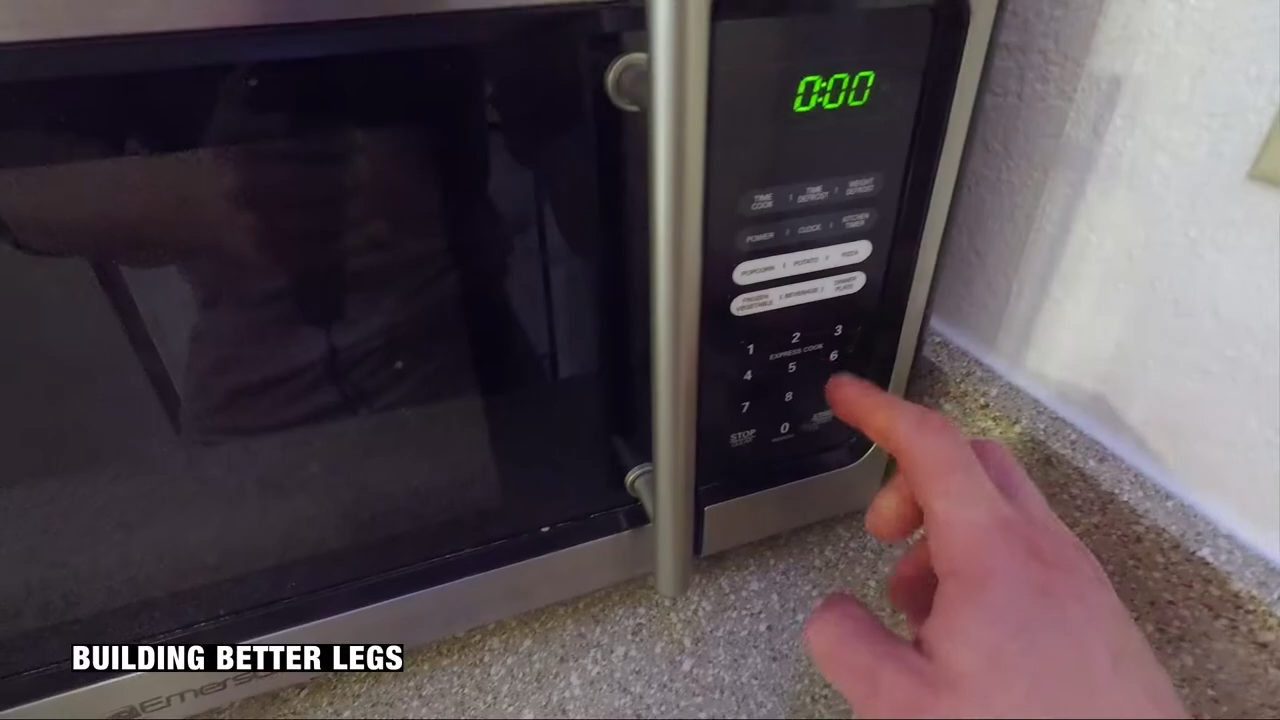 0:00
TIME COOK | TIME DEFROST | WEIGHT DEFROST
POWER | CLOCK | KITCHEN TIMER
POPCORN | POTATO | PIZZA
FROZEN VEGETABLE | BEVERAGE | DINNER PLATE
1 2 3
EXPRESS COOK
4 5 6
7 8
STOP 0
BUILDING BETTER LEGS
Emerson